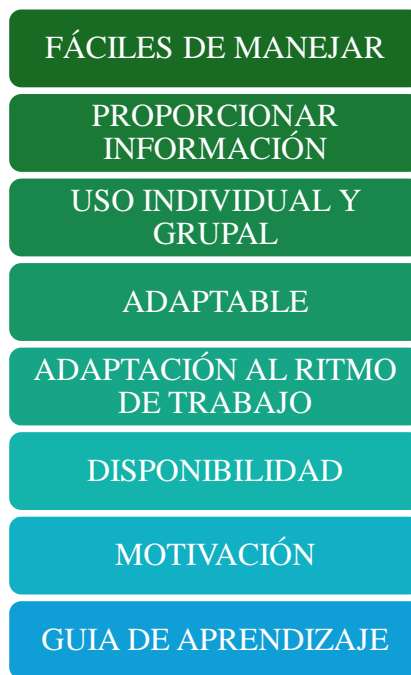 FÁCILES DE MANEJAR
PROPORCIONAR
INFORMACIÓN
USO INDIVIDUAL Y
GRUPAL
ADAPTABLE
ADAPTACIÓN AL RITMO
DE TRABAJO
DISPONIBILIDAD
MOTIVACIÓN
GUIA DE APRENDIZAJE